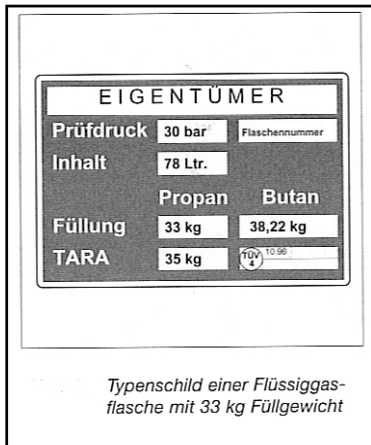 EIGENTÜMER
Prüfdruck 30 bar Flaschennummer
Inhalt 78 Ltr.
Propan Butan
Füllung 33 kg 38,22 kg
TARA 35 kg TÜV 4 10.96
Typenschild einer Flüssiggas-
flasche mit 33 kg Füllgewicht